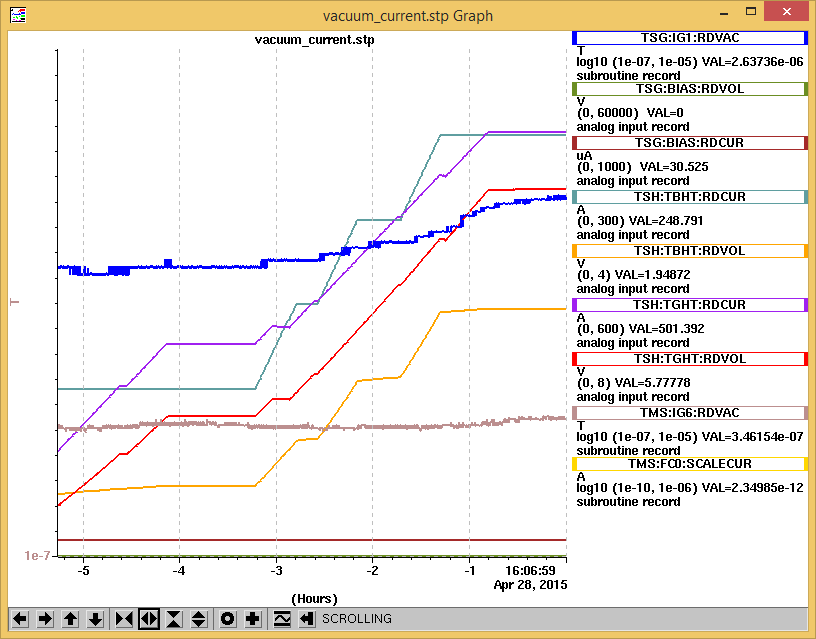 vacuum_current.stp Graph
vacuum_current.stp
TSG:IG1:RDVAC
T
log10 (1e-07, 1e-05) VAL=2.63736e-06
subroutine record
TSG:BIAS:RDVOL
V
(0, 60000) VAL=0
analog input record
TSG:BIAS:RDCUR
uA
(0, 1000) VAL=30.525
analog input record
TSH:TBHT:RDCUR
A
(0, 300) VAL=248.791
analog input record
TSH:TBHT:RDVOL
V
(0, 4) VAL=1.94872
analog input record
TSH:TGHT:RDCUR
A
(0, 600) VAL=501.392
analog input record
TSH:TGHT:RDVOL
V
(0, 8) VAL=5.77778
analog input record
TMS:IG6:RDVAC
T
log10 (1e-07, 1e-05) VAL=3.46154e-07
subroutine record
TMS:FC0:SCALECUR
A
log10 (1e-10, 1e-06) VAL=2.34985e-12
subroutine record
T
1e-7
-5 -4 -3 -2 -1 16:06:59
Apr 28, 2015
(Hours)
SCROLLING